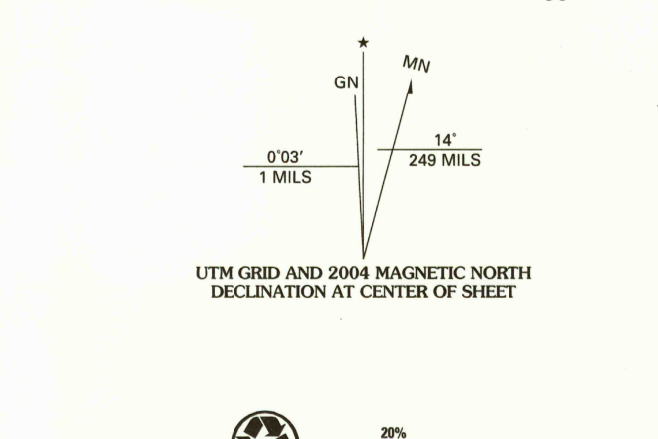 ★
GN
MN
0°03′
1 MILS
14°
249 MILS
UTM GRID AND 2004 MAGNETIC NORTH
DECLINATION AT CENTER OF SHEET
20%